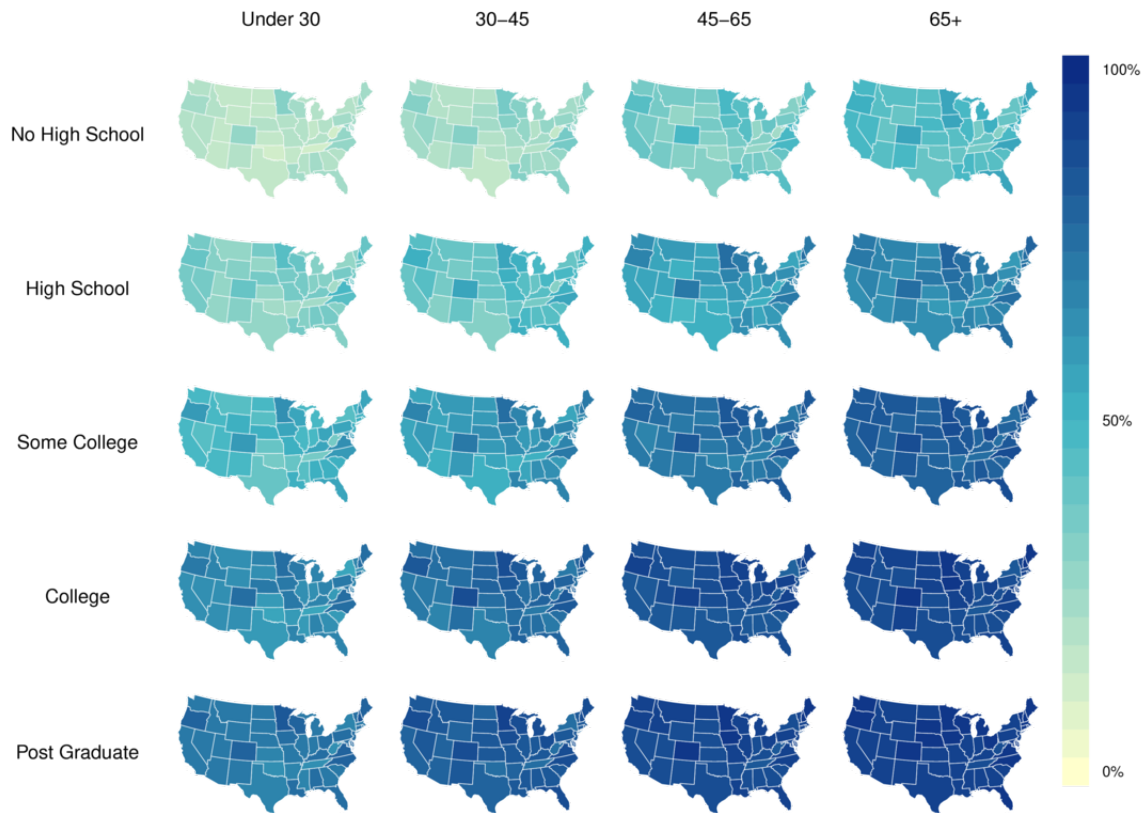 Under 30
30–45
45–65
65+
100%
No High School
High School
50%
Some College
College
Post Graduate
0%